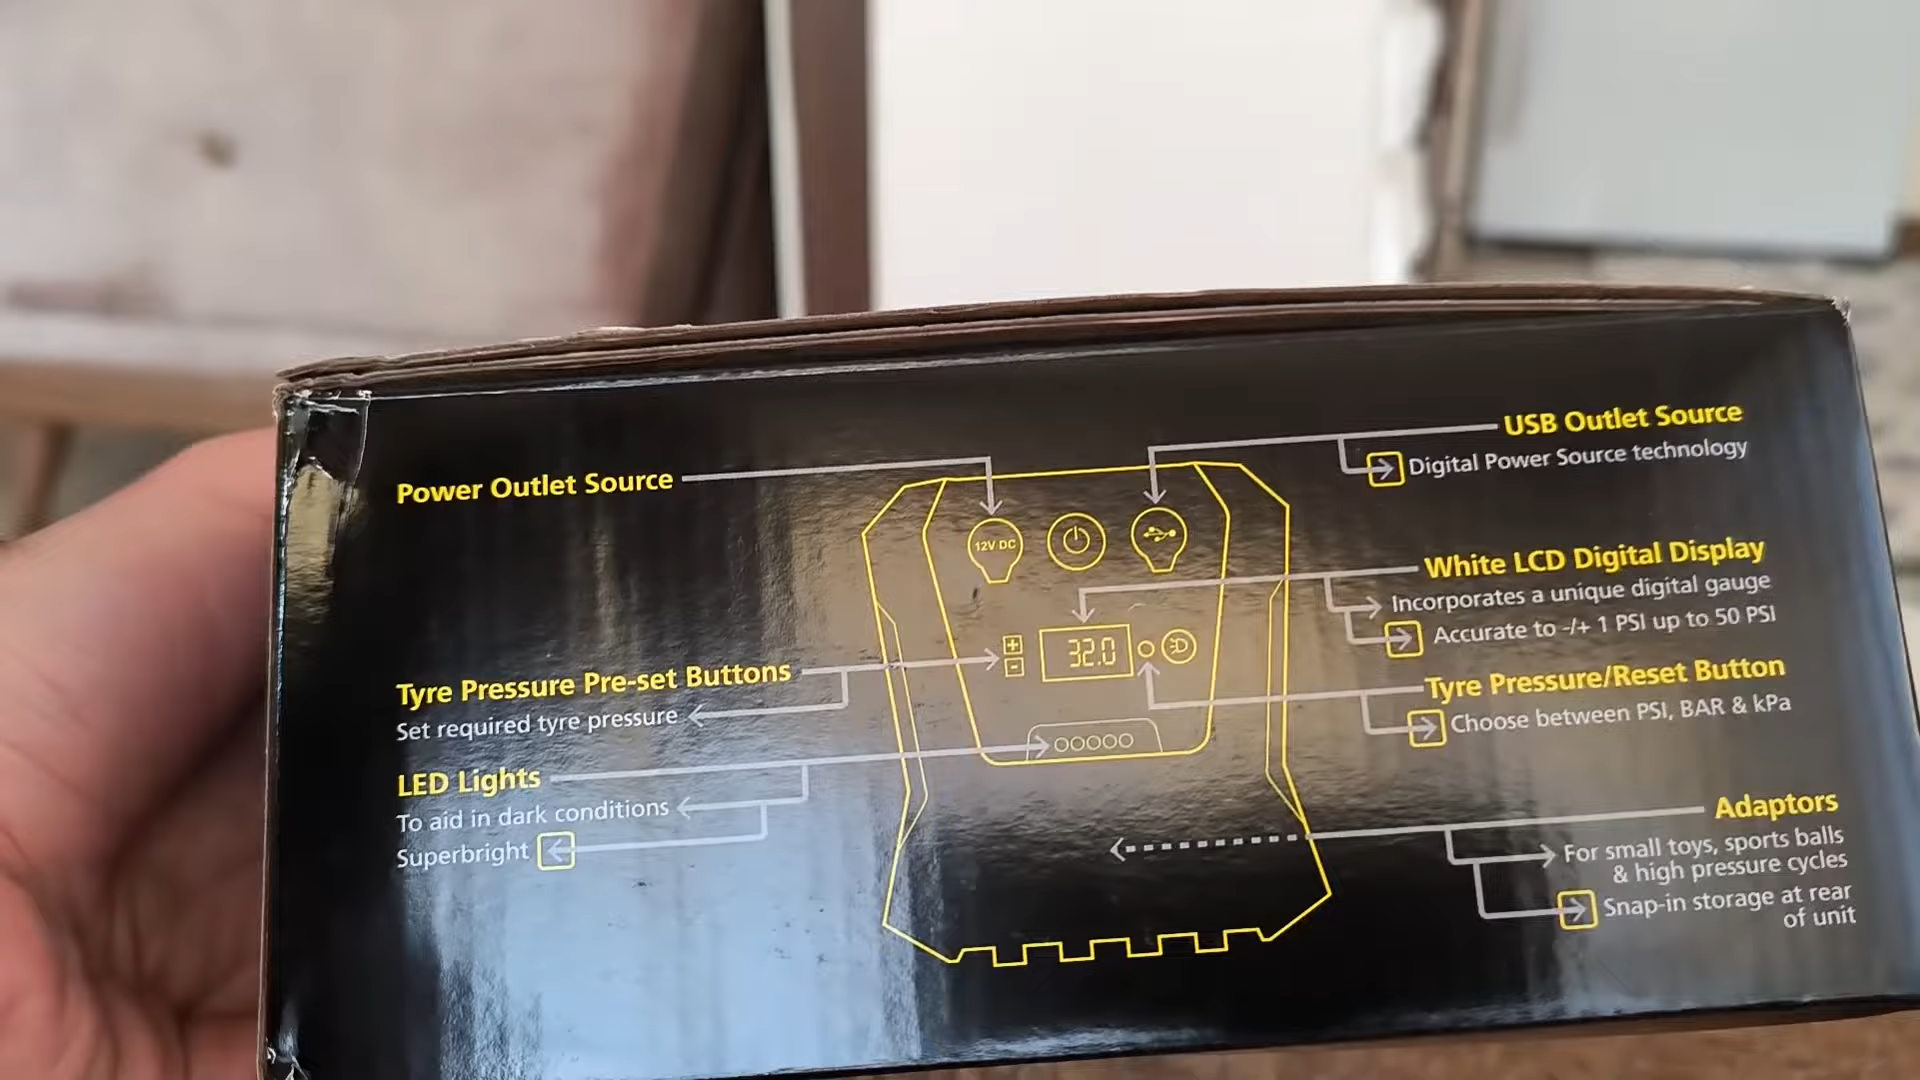 Power Outlet Source
Tyre Pressure Pre-set Buttons
Set required tyre pressure
LED Lights
To aid in dark conditions
Superbright
12V DC
+
-
32.0
USB Outlet Source
Digital Power Source technology
White LCD Digital Display
Incorporates a unique digital gauge
Accurate to -/+ 1 PSI up to 50 PSI
Tyre Pressure/Reset Button
Choose between PSI, BAR & kPa
Adaptors
For small toys, sports balls
& high pressure cycles
Snap-in storage at rear
of unit